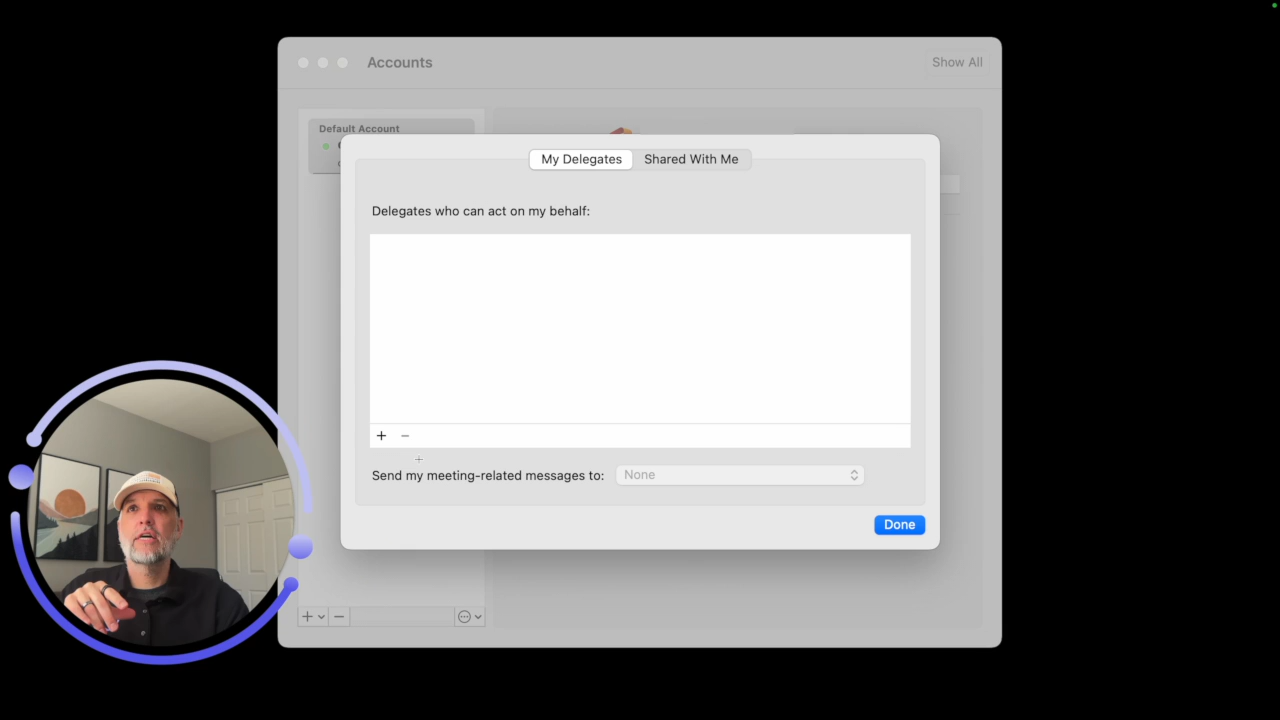 Accounts
Show All
Default Account
My Delegates
Shared With Me
Delegates who can act on my behalf:
Send my meeting-related messages to:
None
Done